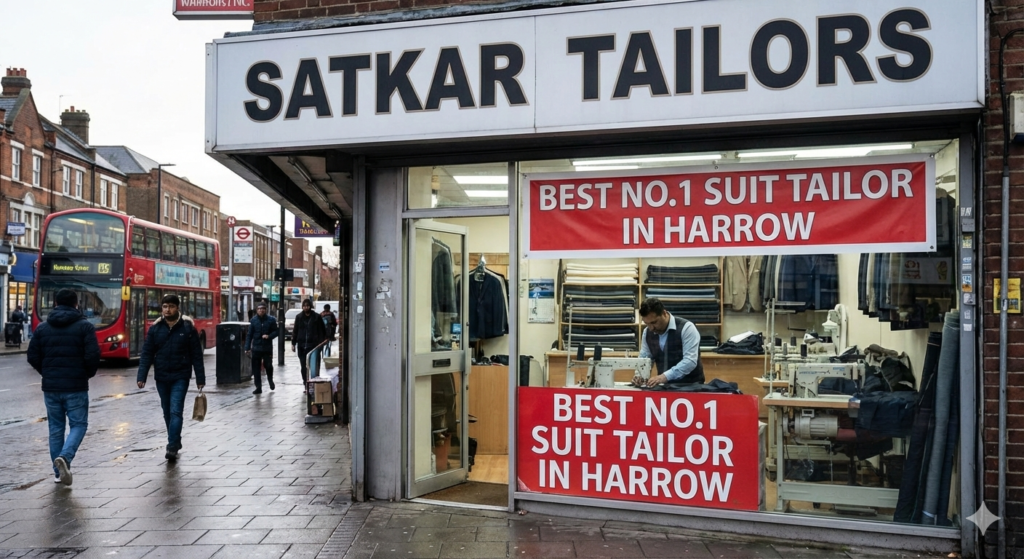 SATKAR TAILORS
BEST NO.1 SUIT TAILOR
IN HARROW
BEST NO.1
SUIT TAILOR
IN HARROW